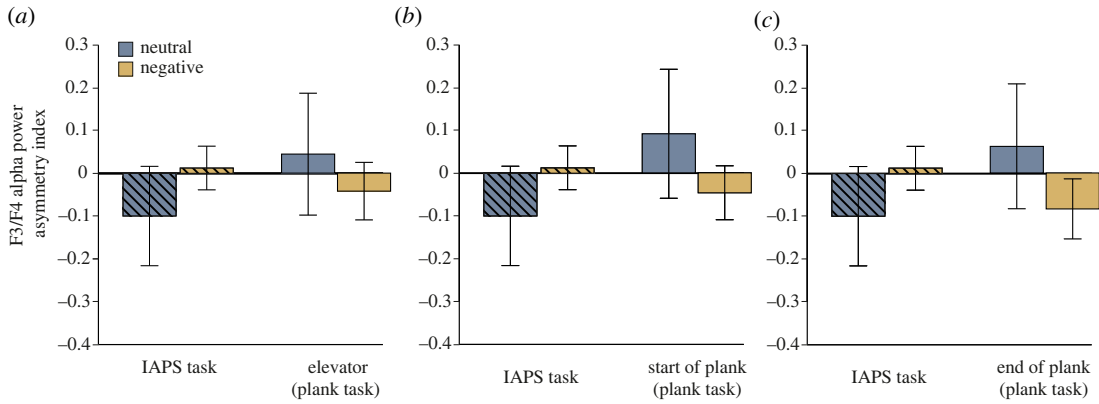 (a)
0.3
0.2
0.1
0
–0.1
–0.2
–0.3
–0.4
F3/F4 alpha power
asymmetry index
neutral
negative
IAPS task
elevator
(plank task)
(b)
0.3
0.2
0.1
0
–0.1
–0.2
–0.3
–0.4
IAPS task
start of plank
(plank task)
(c)
0.3
0.2
0.1
0
–0.1
–0.2
–0.3
–0.4
IAPS task
end of plank
(plank task)